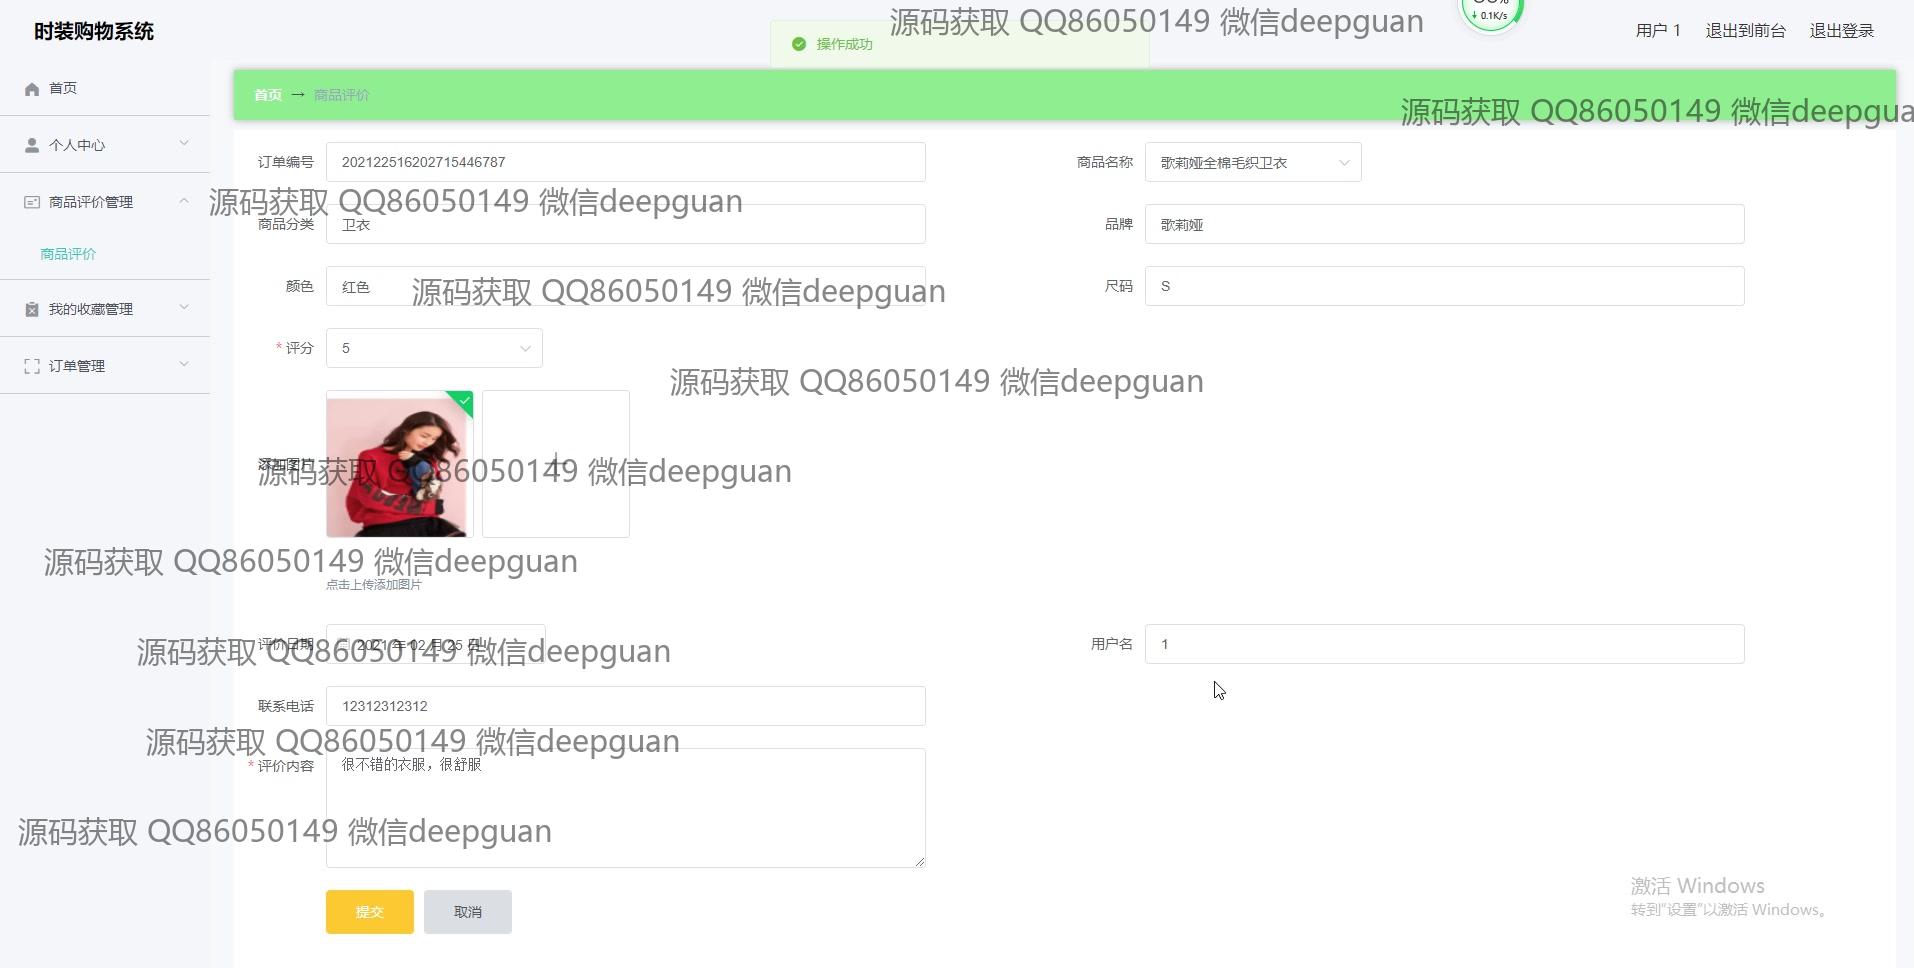 时装购物系统
源码获取 QQ86050149 微信deepguan
↓ 0.1K/s
用户 1 退出到前台 退出登录
操作成功
首页
首页 → 商品评价
源码获取 QQ86050149 微信deepgua
个人中心
订单编号 202122516202715446787 商品名称 歌莉娅全棉毛织卫衣
商品评价管理
源码获取 QQ86050149 微信deepguan
商品分类 卫衣 品牌 歌莉娅
商品评价
颜色 红色 尺码 S
源码获取 QQ86050149 微信deepguan
我的收藏管理
* 评分 5
订单管理
源码获取 QQ86050149 微信deepguan
添加图片
源码获取 QQ86050149 微信deepguan
源码获取 QQ86050149 微信deepguan
点击上传添加图片
评价日期 2021 年 02 月 25 日 用户名 1
源码获取 QQ86050149 微信deepguan
联系电话 12312312312
源码获取 QQ86050149 微信deepguan
* 评价内容 很不错的衣服，很舒服
源码获取 QQ86050149 微信deepguan
激活 Windows
转到“设置”以激活 Windows。
提交 取消